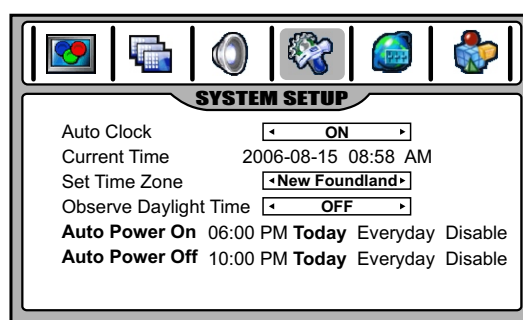 SYSTEM SETUP
Auto Clock ON
Current Time 2006-08-15 08:58 AM
Set Time Zone New Foundland
Observe Daylight Time OFF
Auto Power On 06:00 PM Today Everyday Disable
Auto Power Off 10:00 PM Today Everyday Disable